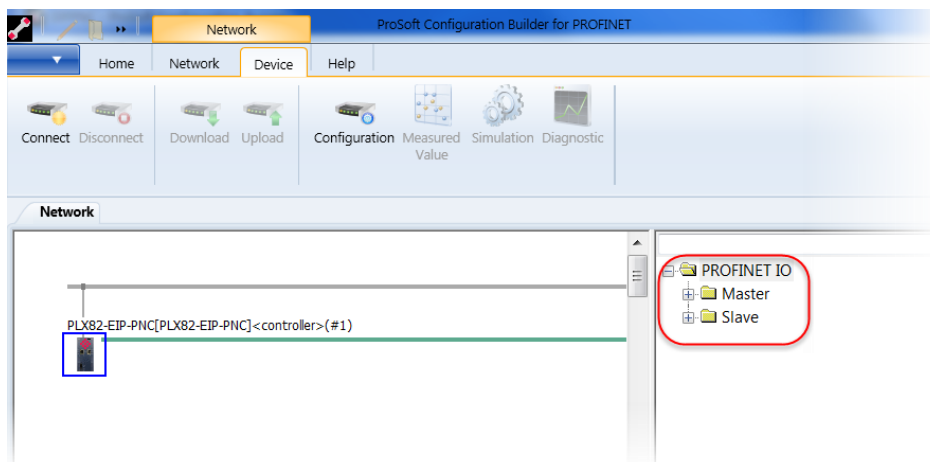 Network
ProSoft Configuration Builder for PROFINET
Home Network Device Help
Connect Disconnect Download Upload Configuration Measured Value Simulation Diagnostic
Network
PROFINET IO
Master
Slave
PLX82-EIP-PNC[PLX82-EIP-PNC]<controller>(#1)